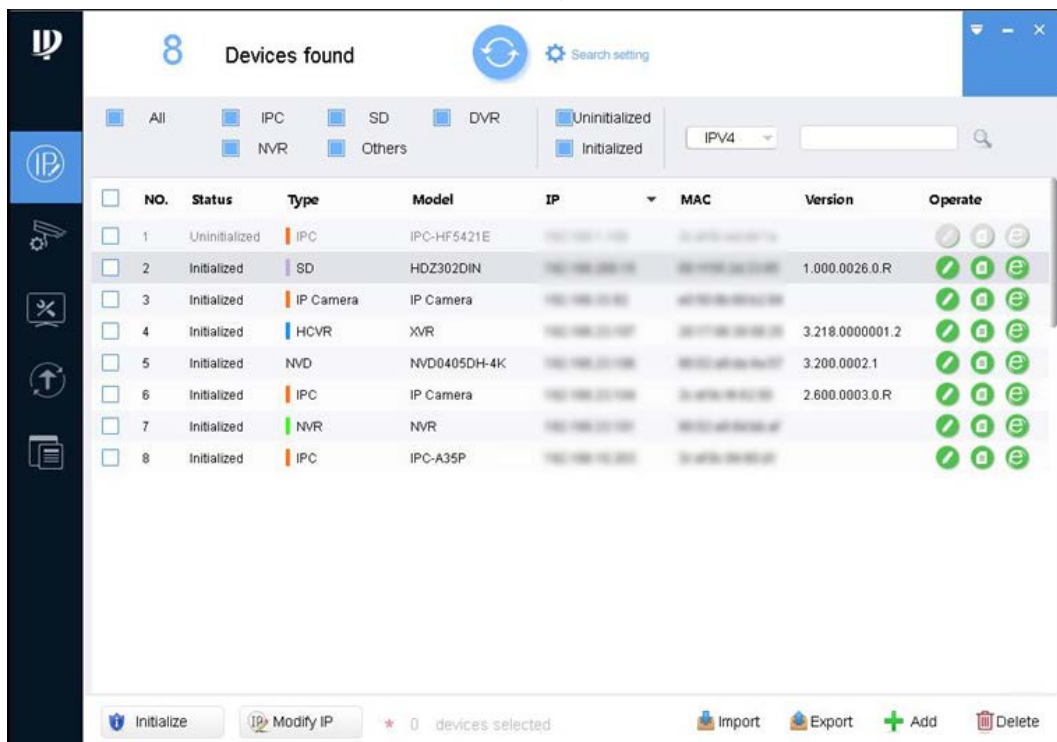 8 Devices found Search setting
All IPC SD DVR Uninitialized
NVR Others Initialized
IPV4
NO. Status Type Model IP MAC Version Operate
1 Uninitialized IPC IPC-HF5421E
2 Initialized SD HDZ302DIN 1.000.0026.0.R
3 Initialized IP Camera IP Camera
4 Initialized HCVR XVR 3.218.0000001.2
5 Initialized NVD NVD0405DH-4K 3.200.0002.1
6 Initialized IPC IP Camera 2.600.0003.0.R
7 Initialized NVR NVR
8 Initialized IPC IPC-A35P
Initialize IP Modify IP * 0 devices selected Import Export Add Delete